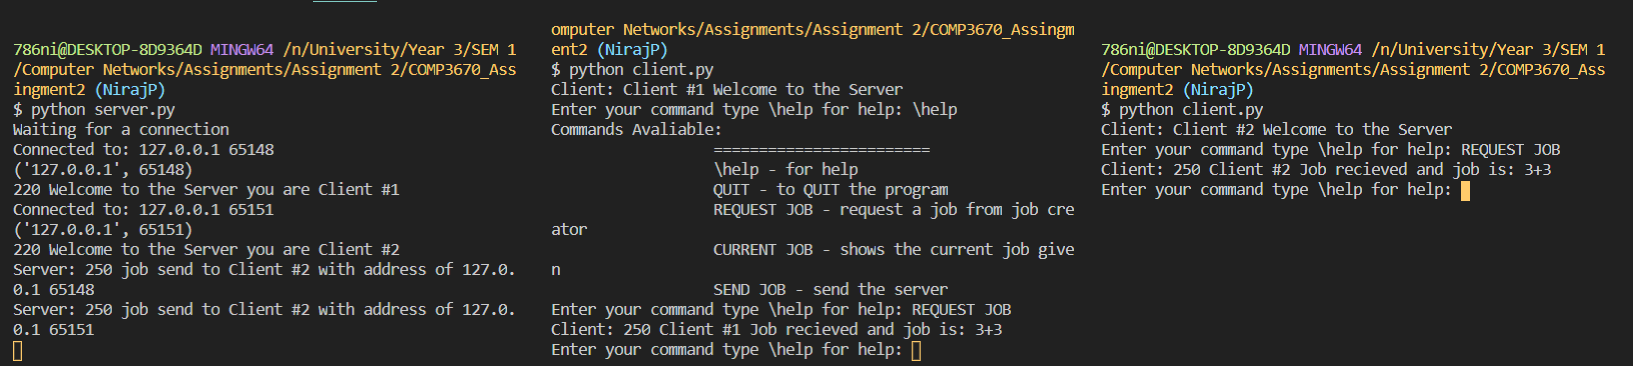 786ni@DESKTOP-8D9364D MINGW64 /n/University/Year 3/SEM 1
/Computer Networks/Assignments/Assignment 2/COMP3670_Ass
ingment2 (NirajP)
$ python server.py
Waiting for a connection
Connected to: 127.0.0.1 65148
('127.0.0.1', 65148)
220 Welcome to the Server you are Client #1
Connected to: 127.0.0.1 65151
('127.0.0.1', 65151)
220 Welcome to the Server you are Client #2
Server: 250 job send to Client #2 with address of 127.0.
0.1 65148
Server: 250 job send to Client #2 with address of 127.0.
0.1 65151
omputer Networks/Assignments/Assignment 2/COMP3670_Assingm
ent2 (NirajP)
$ python client.py
Client: Client #1 Welcome to the Server
Enter your command type \help for help: \help
Commands Avaliable:
========================
\help - for help
QUIT - to QUIT the program
REQUEST JOB - request a job from job cre
ator
CURRENT JOB - shows the current job give
n
SEND JOB - send the server
Enter your command type \help for help: REQUEST JOB
Client: 250 Client #1 Job recieved and job is: 3+3
Enter your command type \help for help:
786ni@DESKTOP-8D9364D MINGW64 /n/University/Year 3/SEM 1
/Computer Networks/Assignments/Assignment 2/COMP3670_Ass
ingment2 (NirajP)
$ python client.py
Client: Client #2 Welcome to the Server
Enter your command type \help for help: REQUEST JOB
Client: 250 Client #2 Job recieved and job is: 3+3
Enter your command type \help for help: